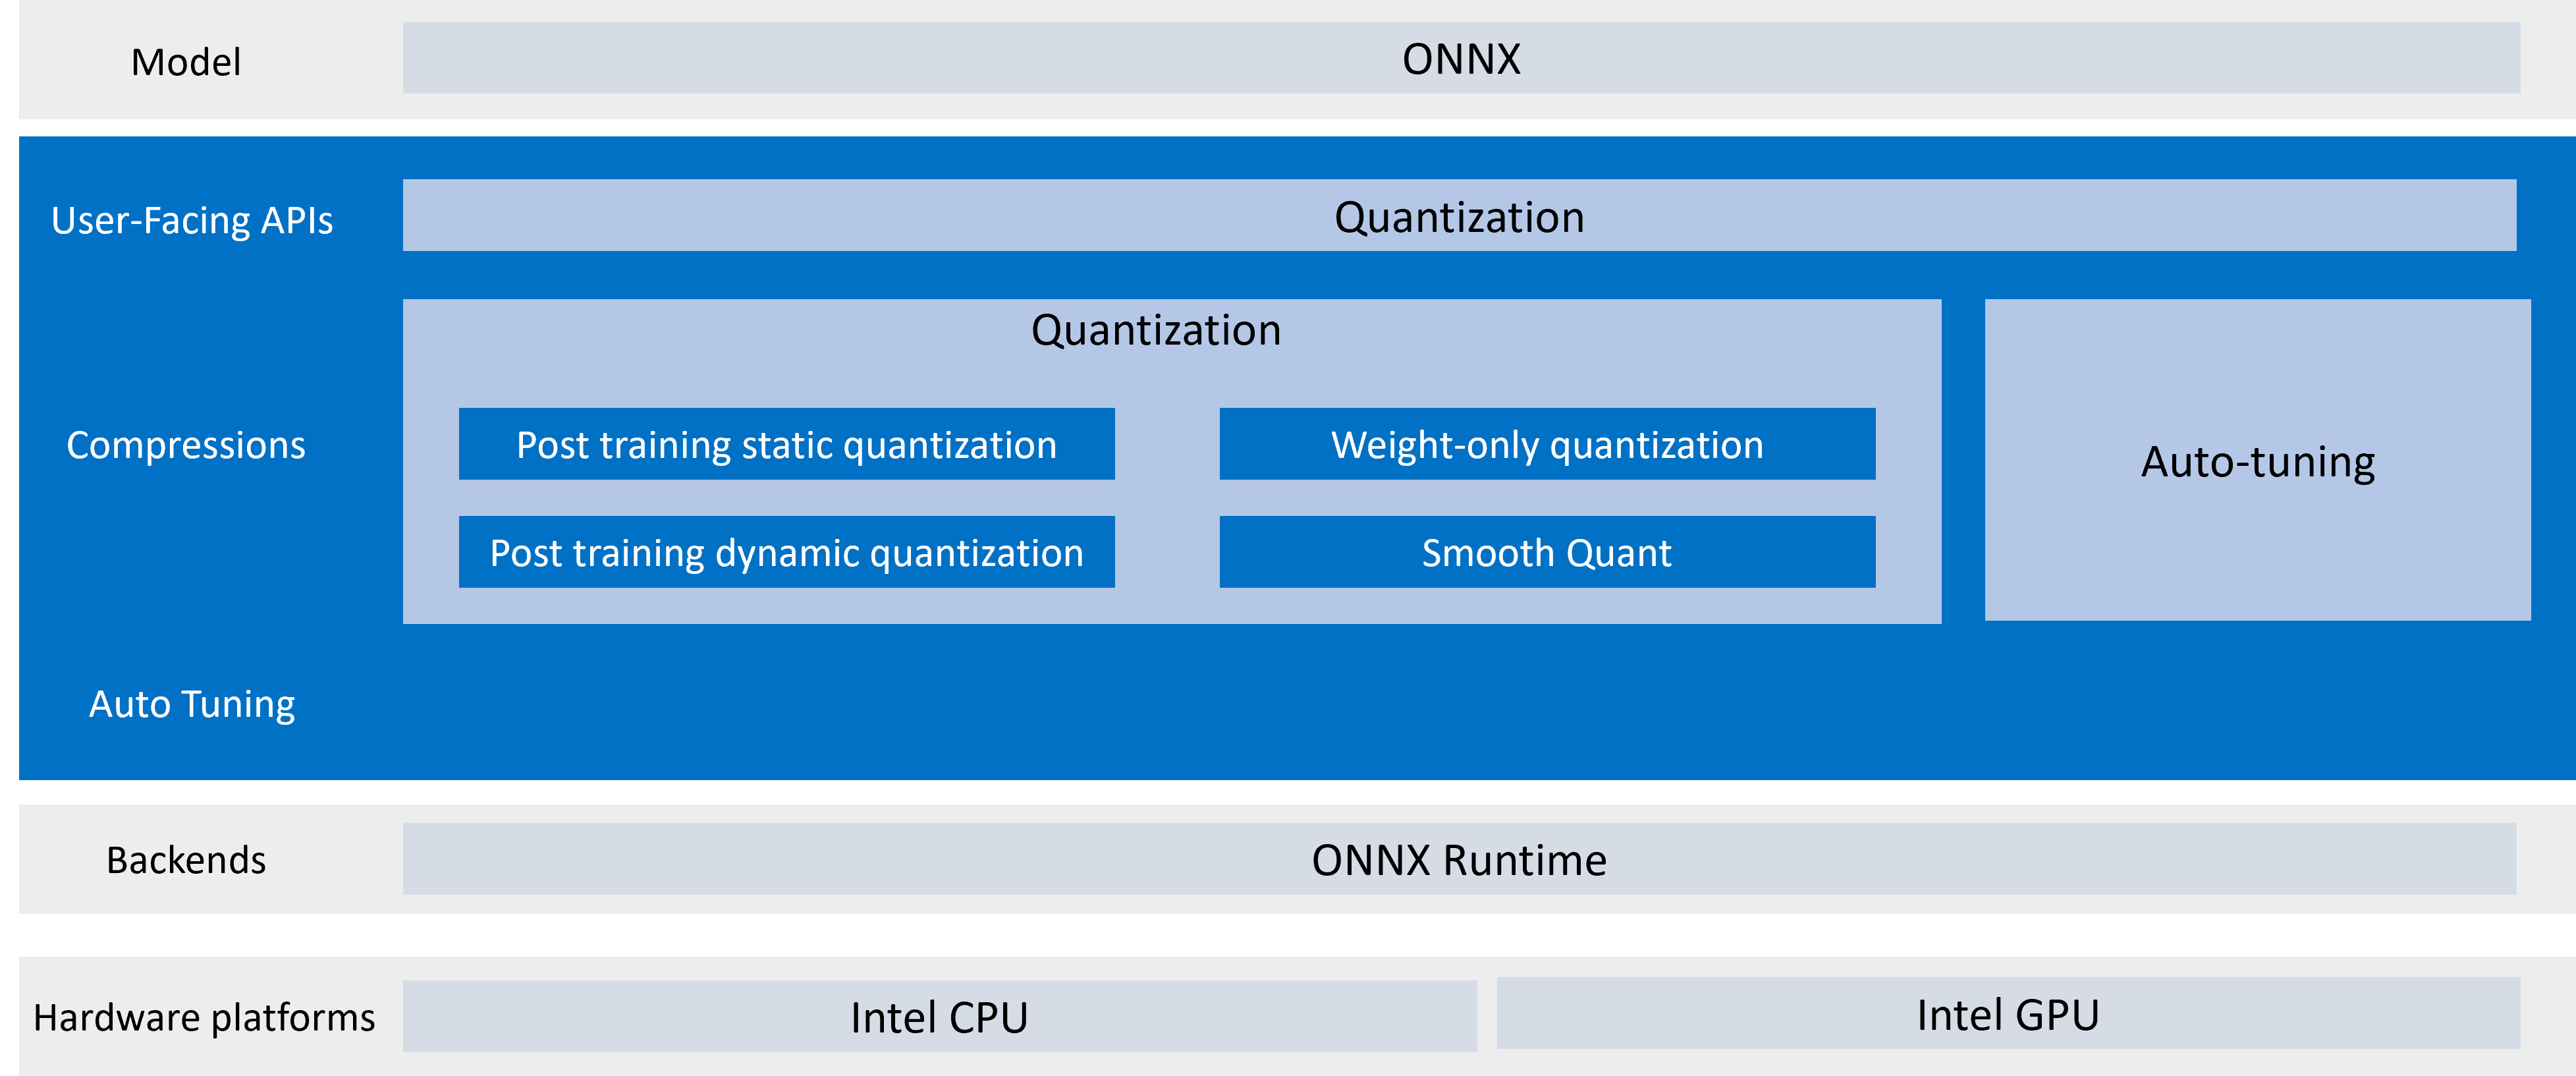 Model
ONNX
User-Facing APIs
Quantization
Compressions
Quantization
Post training static quantization
Weight-only quantization
Post training dynamic quantization
Smooth Quant
Auto-tuning
Auto Tuning
Backends
ONNX Runtime
Hardware platforms
Intel CPU
Intel GPU